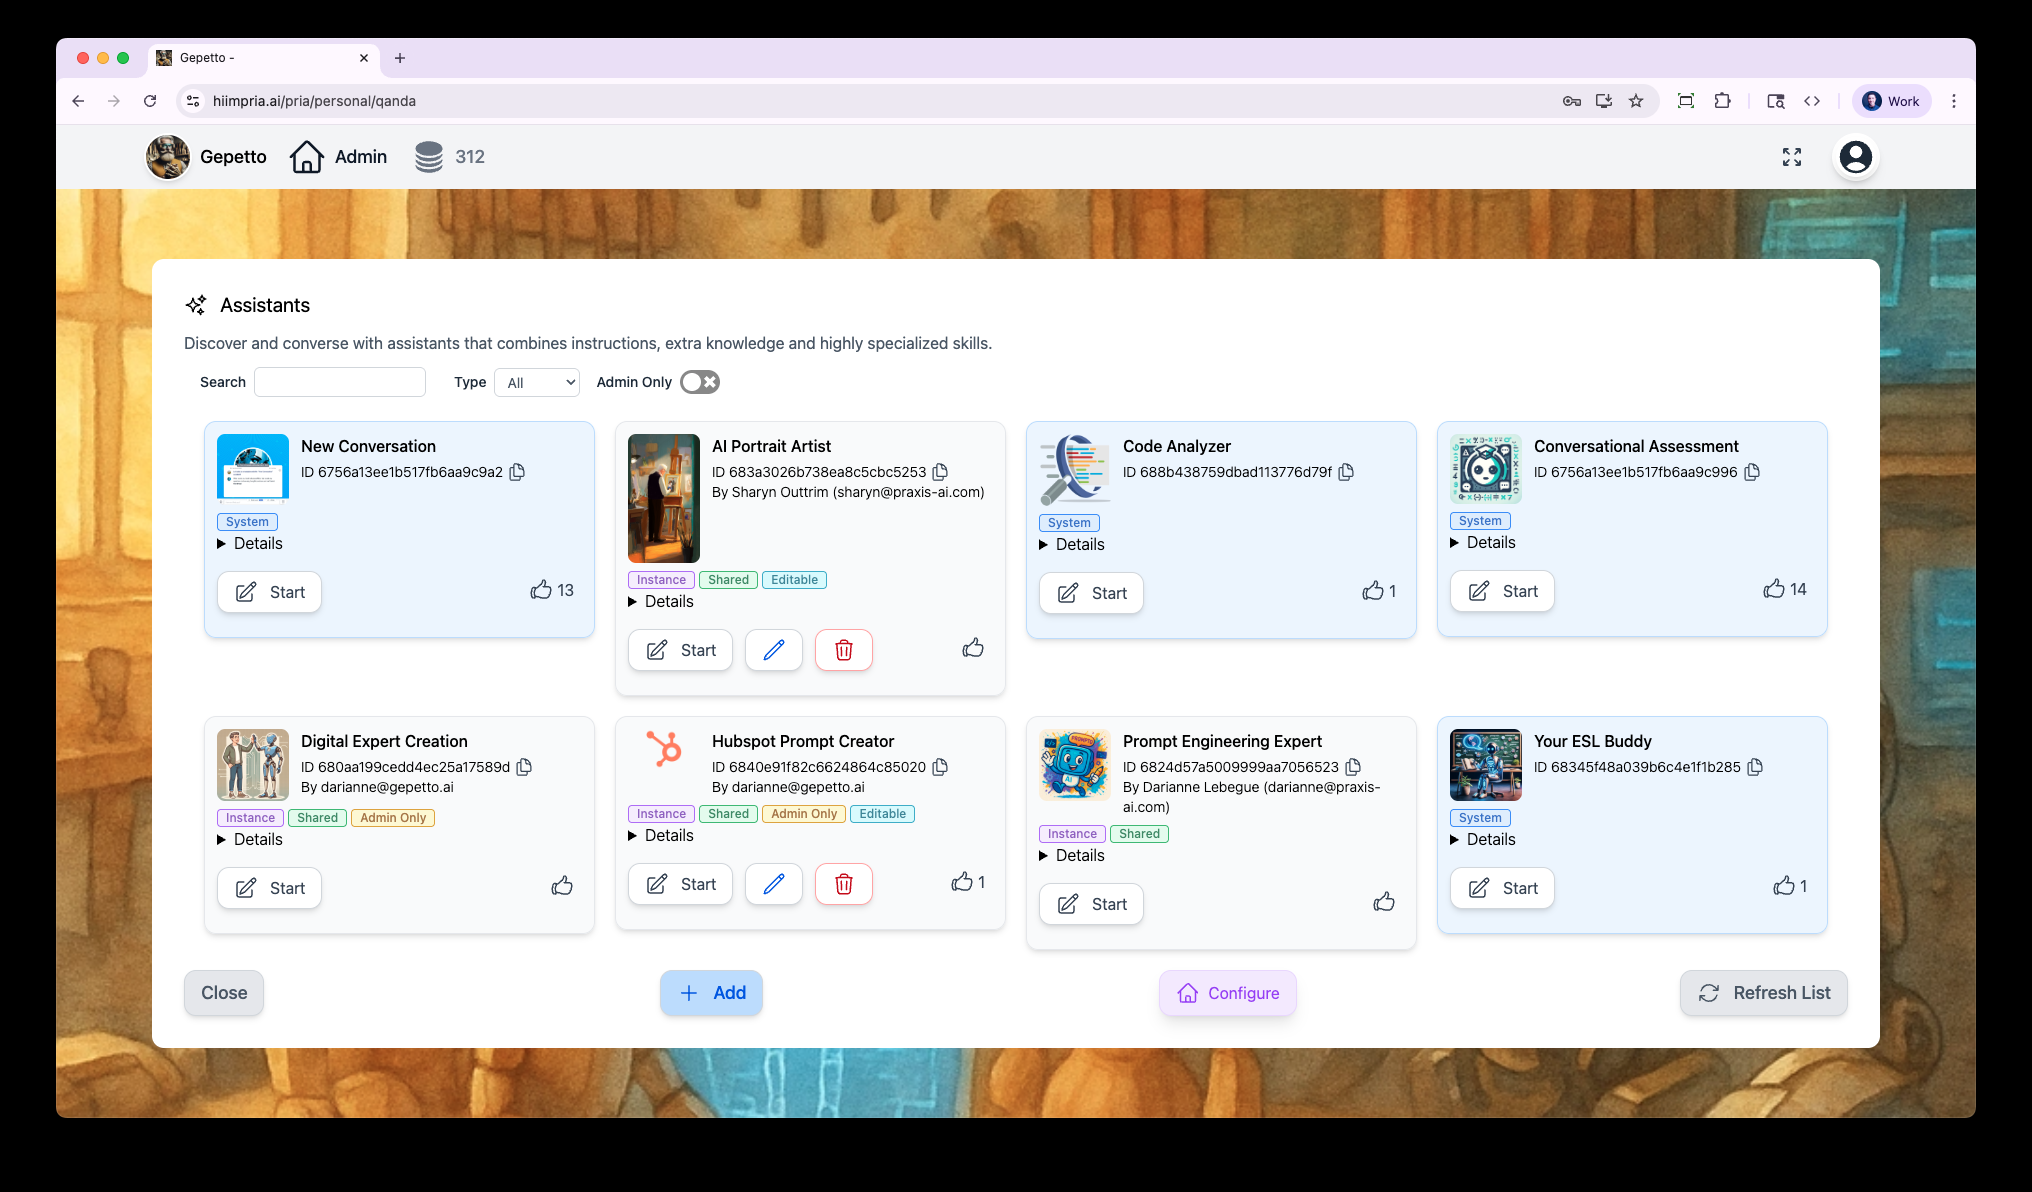 Gepetto -
hiimpria.ai/pria/personal/qanda
Work
Gepetto
Admin
312
Assistants
Discover and converse with assistants that combines instructions, extra knowledge and highly specialized skills.
Search
Type
All
Admin Only
New Conversation
ID 6756a13ee1b517fb6aa9c9a2
System
Details
Start
13
AI Portrait Artist
ID 683a3026b738ea8c5cbc5253
By Sharyn Outtrim (sharyn@praxis-ai.com)
Instance Shared Editable
Details
Start
Code Analyzer
ID 688b438759dbad113776d79f
System
Details
Start
1
Conversational Assessment
ID 6756a13ee1b517fb6aa9c996
System
Details
Start
14
Digital Expert Creation
ID 680aa199cedd4ec25a17589d
By darianne@gepetto.ai
Instance Shared Admin Only
Details
Start
Hubspot Prompt Creator
ID 6840e91f82c6624864c85020
By darianne@gepetto.ai
Instance Shared Admin Only Editable
Details
Start
1
Prompt Engineering Expert
ID 6824d57a5009999aa7056523
By Darianne Lebegue (darianne@praxis-
ai.com)
Instance Shared
Details
Start
Your ESL Buddy
ID 68345f48a039b6c4e1f1b285
System
Details
Start
1
Close
Add
Configure
Refresh List